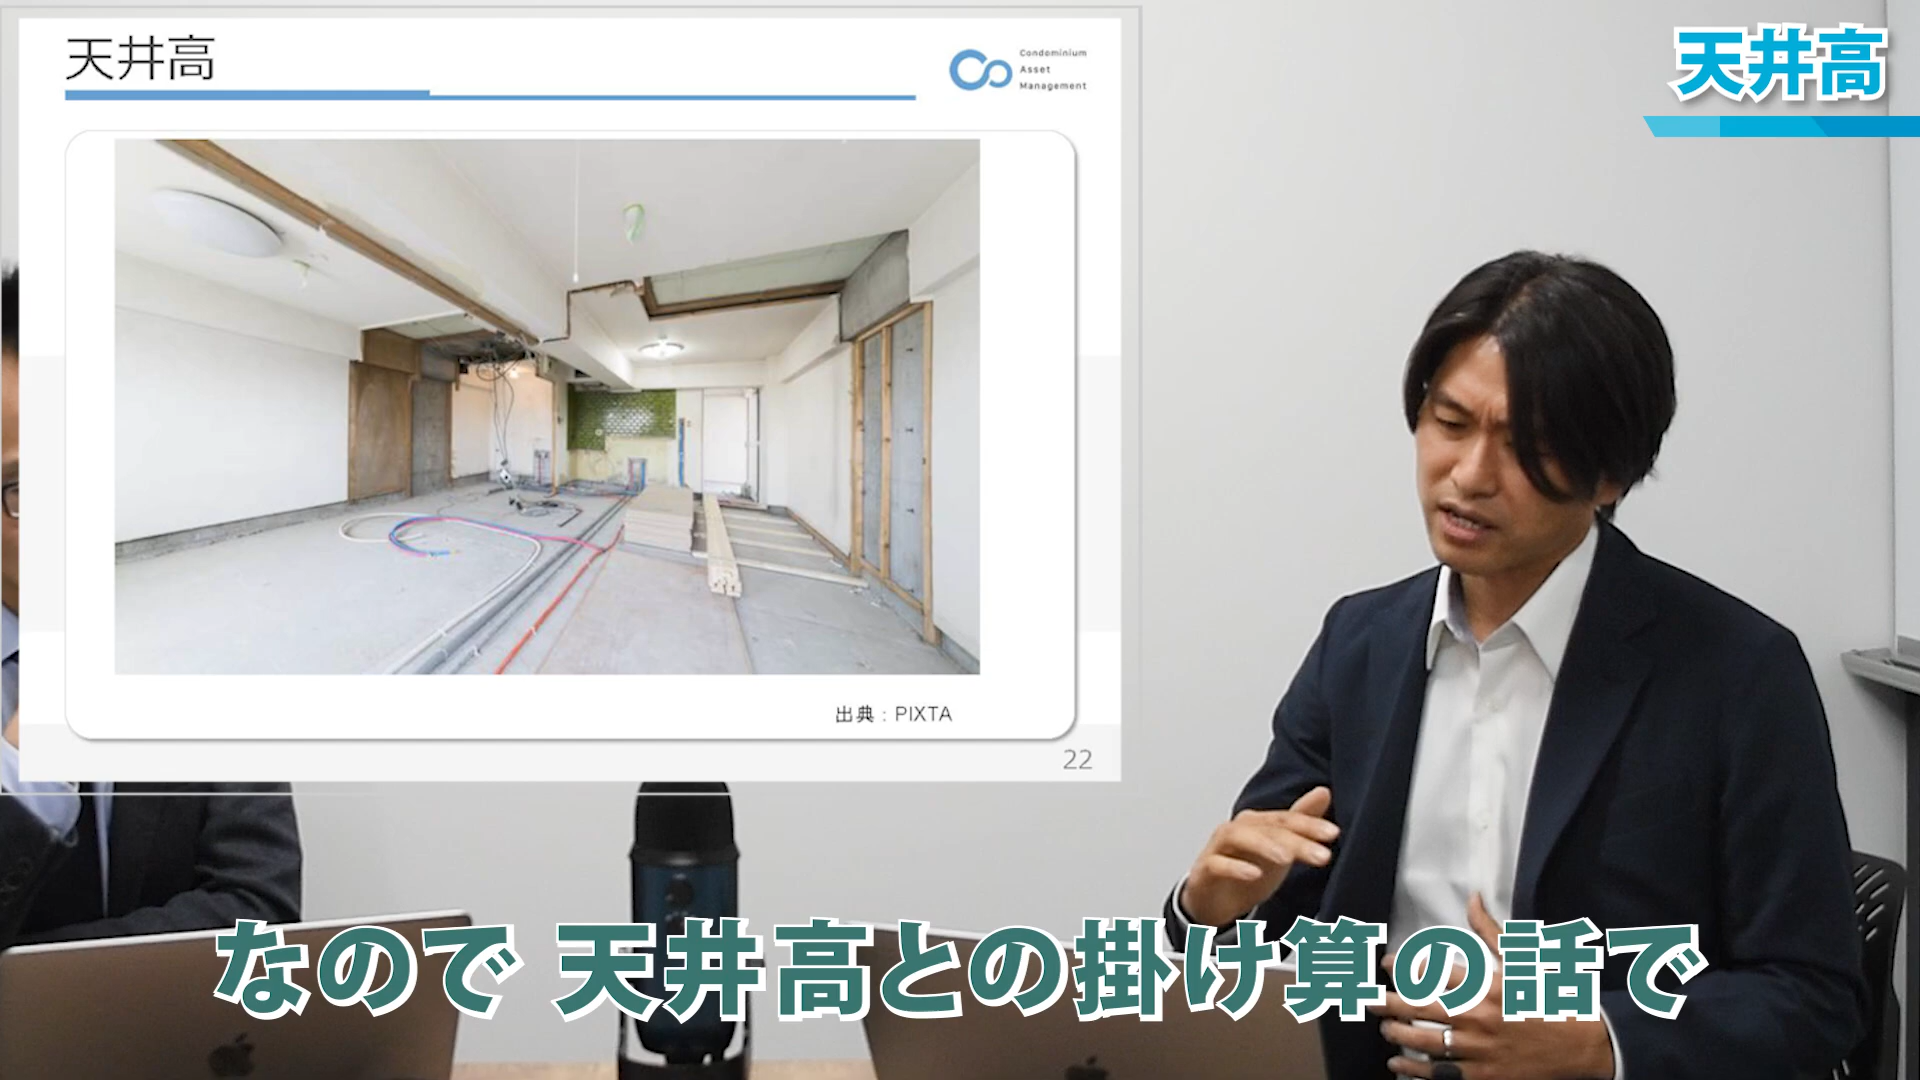 天井高
Condominium
Asset
Management
天井高
出典：PIXTA
22
なので 天井高との掛け算の話で